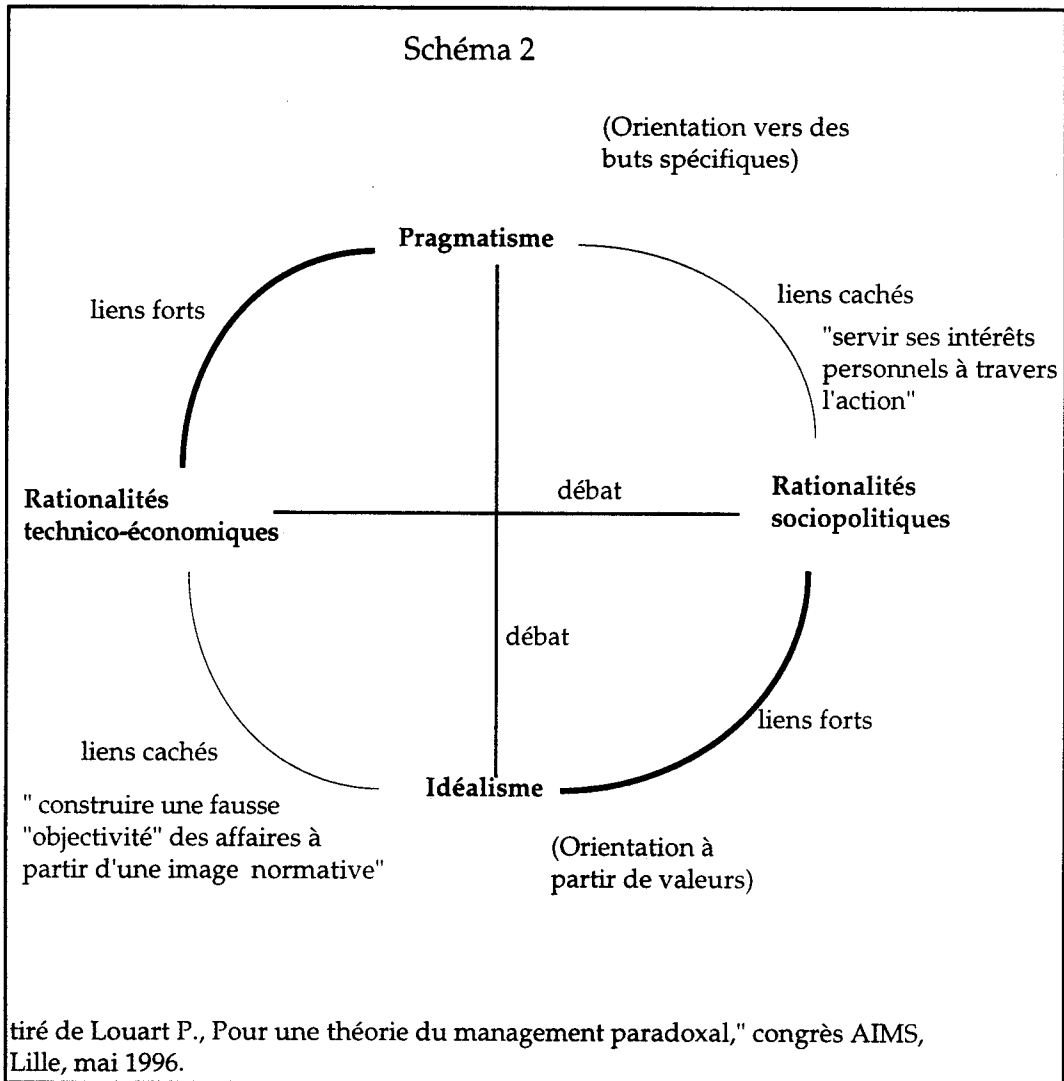 Schéma 2
(Orientation vers des
buts spécifiques)
Pragmatisme
liens forts
liens cachés
"servir ses intérêts
personnels à travers
l'action"
Rationalités
technico-économiques
débat
Rationalités
sociopolitiques
débat
liens forts
liens cachés
Idéalisme
" construire une fausse
"objectivité" des affaires à
partir d'une image normative"
(Orientation à
partir de valeurs)
tiré de Louart P., Pour une théorie du management paradoxal," congrès AIMS,
Lille, mai 1996.